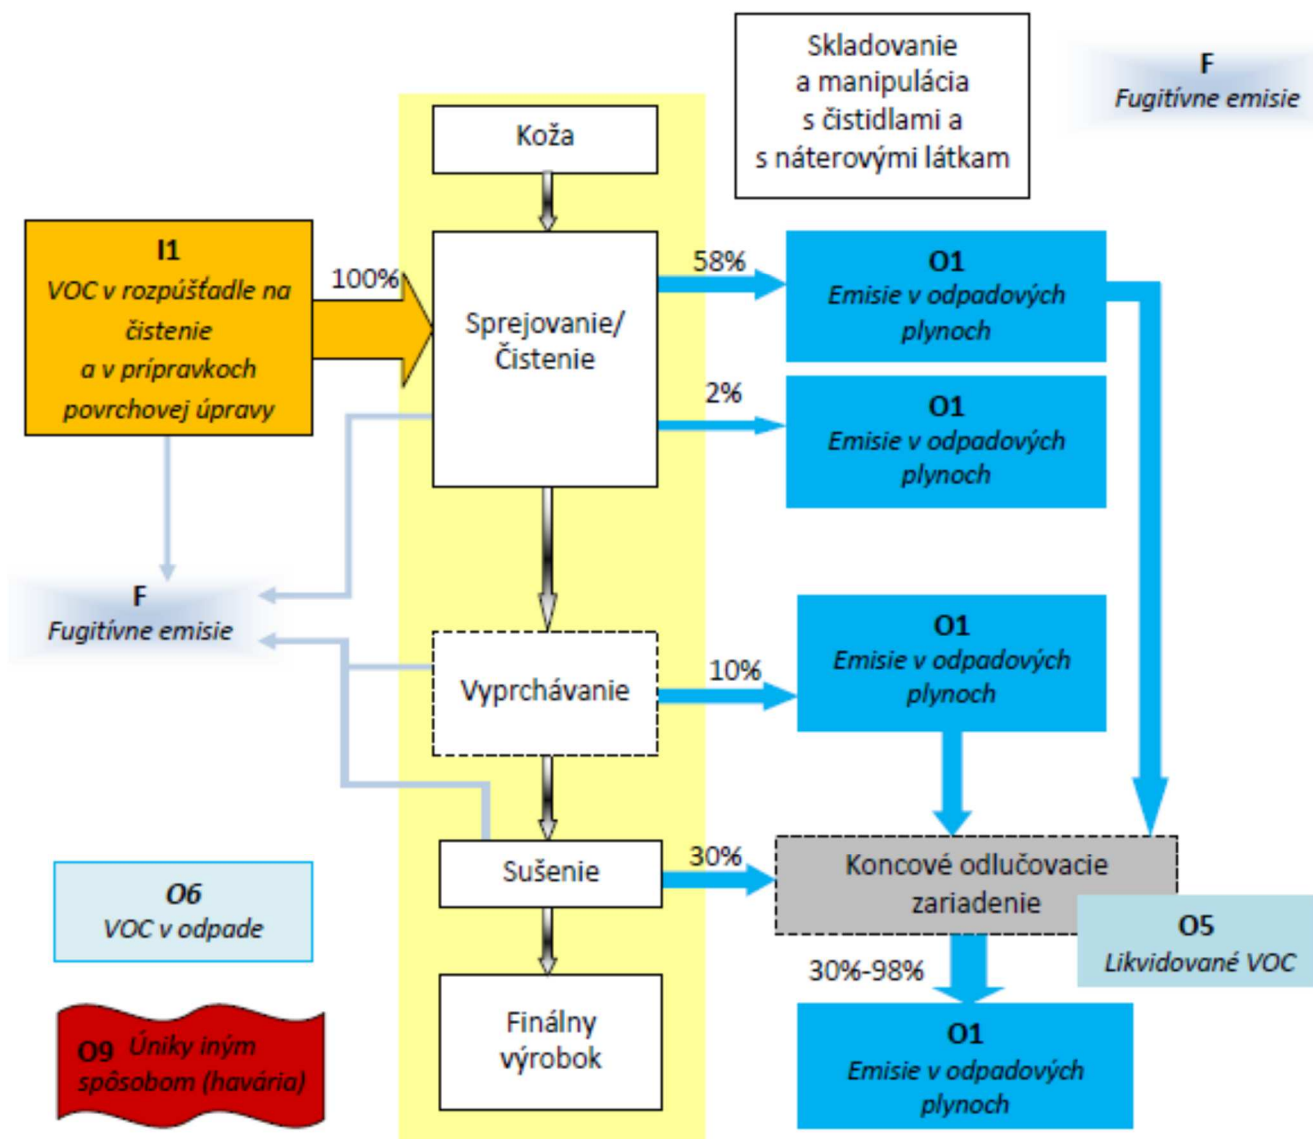 Skladovanie
a manipulácia
s čistidlami a
s náterovými látkam
F
Fugitívne emisie
Koža
I1
VOC v rozpúšťadle na
čistenie
a v prípravkoch
povrchovej úpravy
100%
Sprejovanie/
Čistenie
58%
O1
Emisie v odpadových
plynoch
2%
O1
Emisie v odpadových
plynoch
F
Fugitívne emisie
Vyprchávanie
10%
O1
Emisie v odpadových
plynoch
Sušenie
30%
Koncové odlučovacie
zariadenie
O5
Likvidované VOC
30%-98%
O1
Emisie v odpadových
plynoch
O6
VOC v odpade
O9 Úniky iným
spôsobom (havária)
Finálny
výrobok